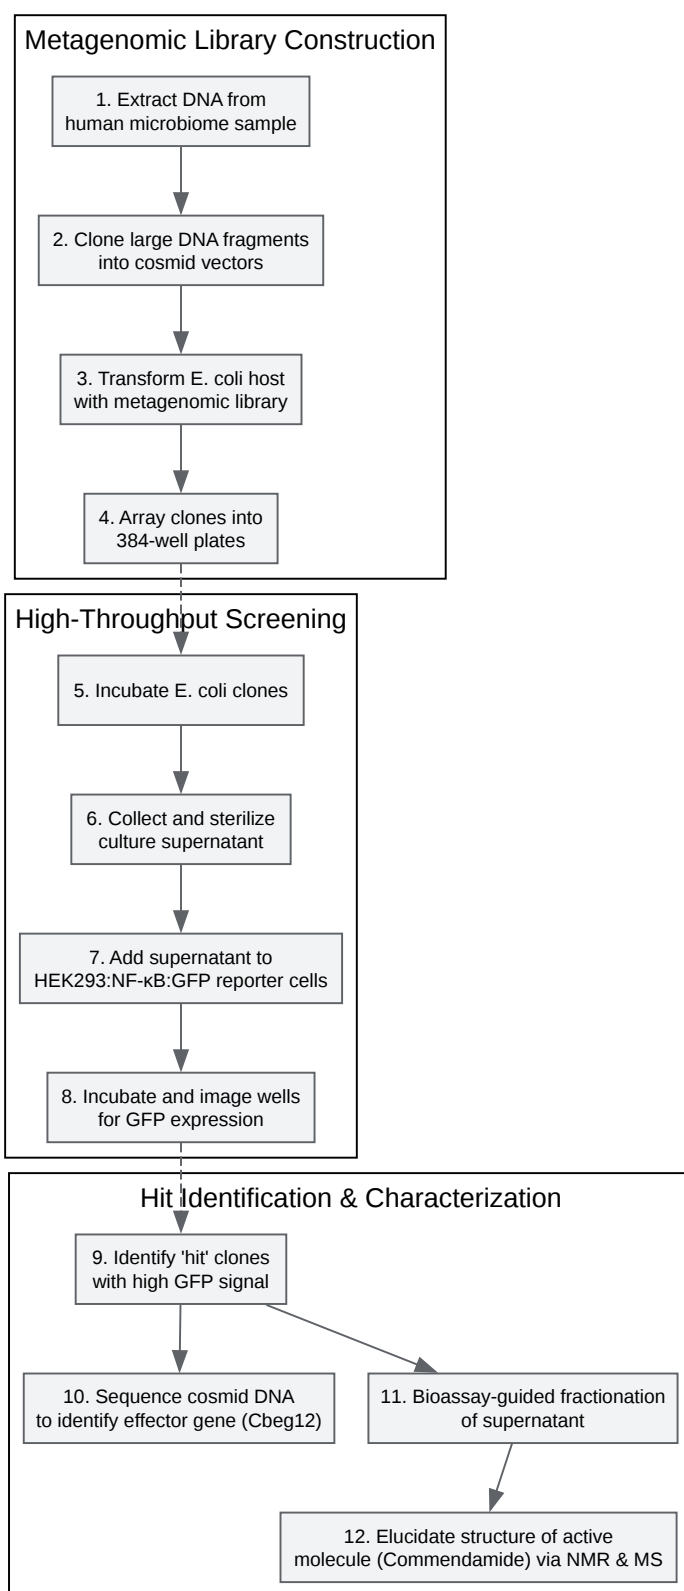 Metagenomic Library Construction
1. Extract DNA from
human microbiome sample
2. Clone large DNA fragments
into cosmid vectors
3. Transform E. coli host
with metagenomic library
4. Array clones into
384-well plates
High-Throughput Screening
5. Incubate E. coli clones
6. Collect and sterilize
culture supernatant
7. Add supernatant to
HEK293:NF-κB:GFP reporter cells
8. Incubate and image wells
for GFP expression
Hit Identification & Characterization
9. Identify 'hit' clones
with high GFP signal
10. Sequence cosmid DNA
to identify effector gene (Cbeg12)
11. Bioassay-guided fractionation
of supernatant
12. Elucidate structure of active
molecule (Commendamide) via NMR & MS